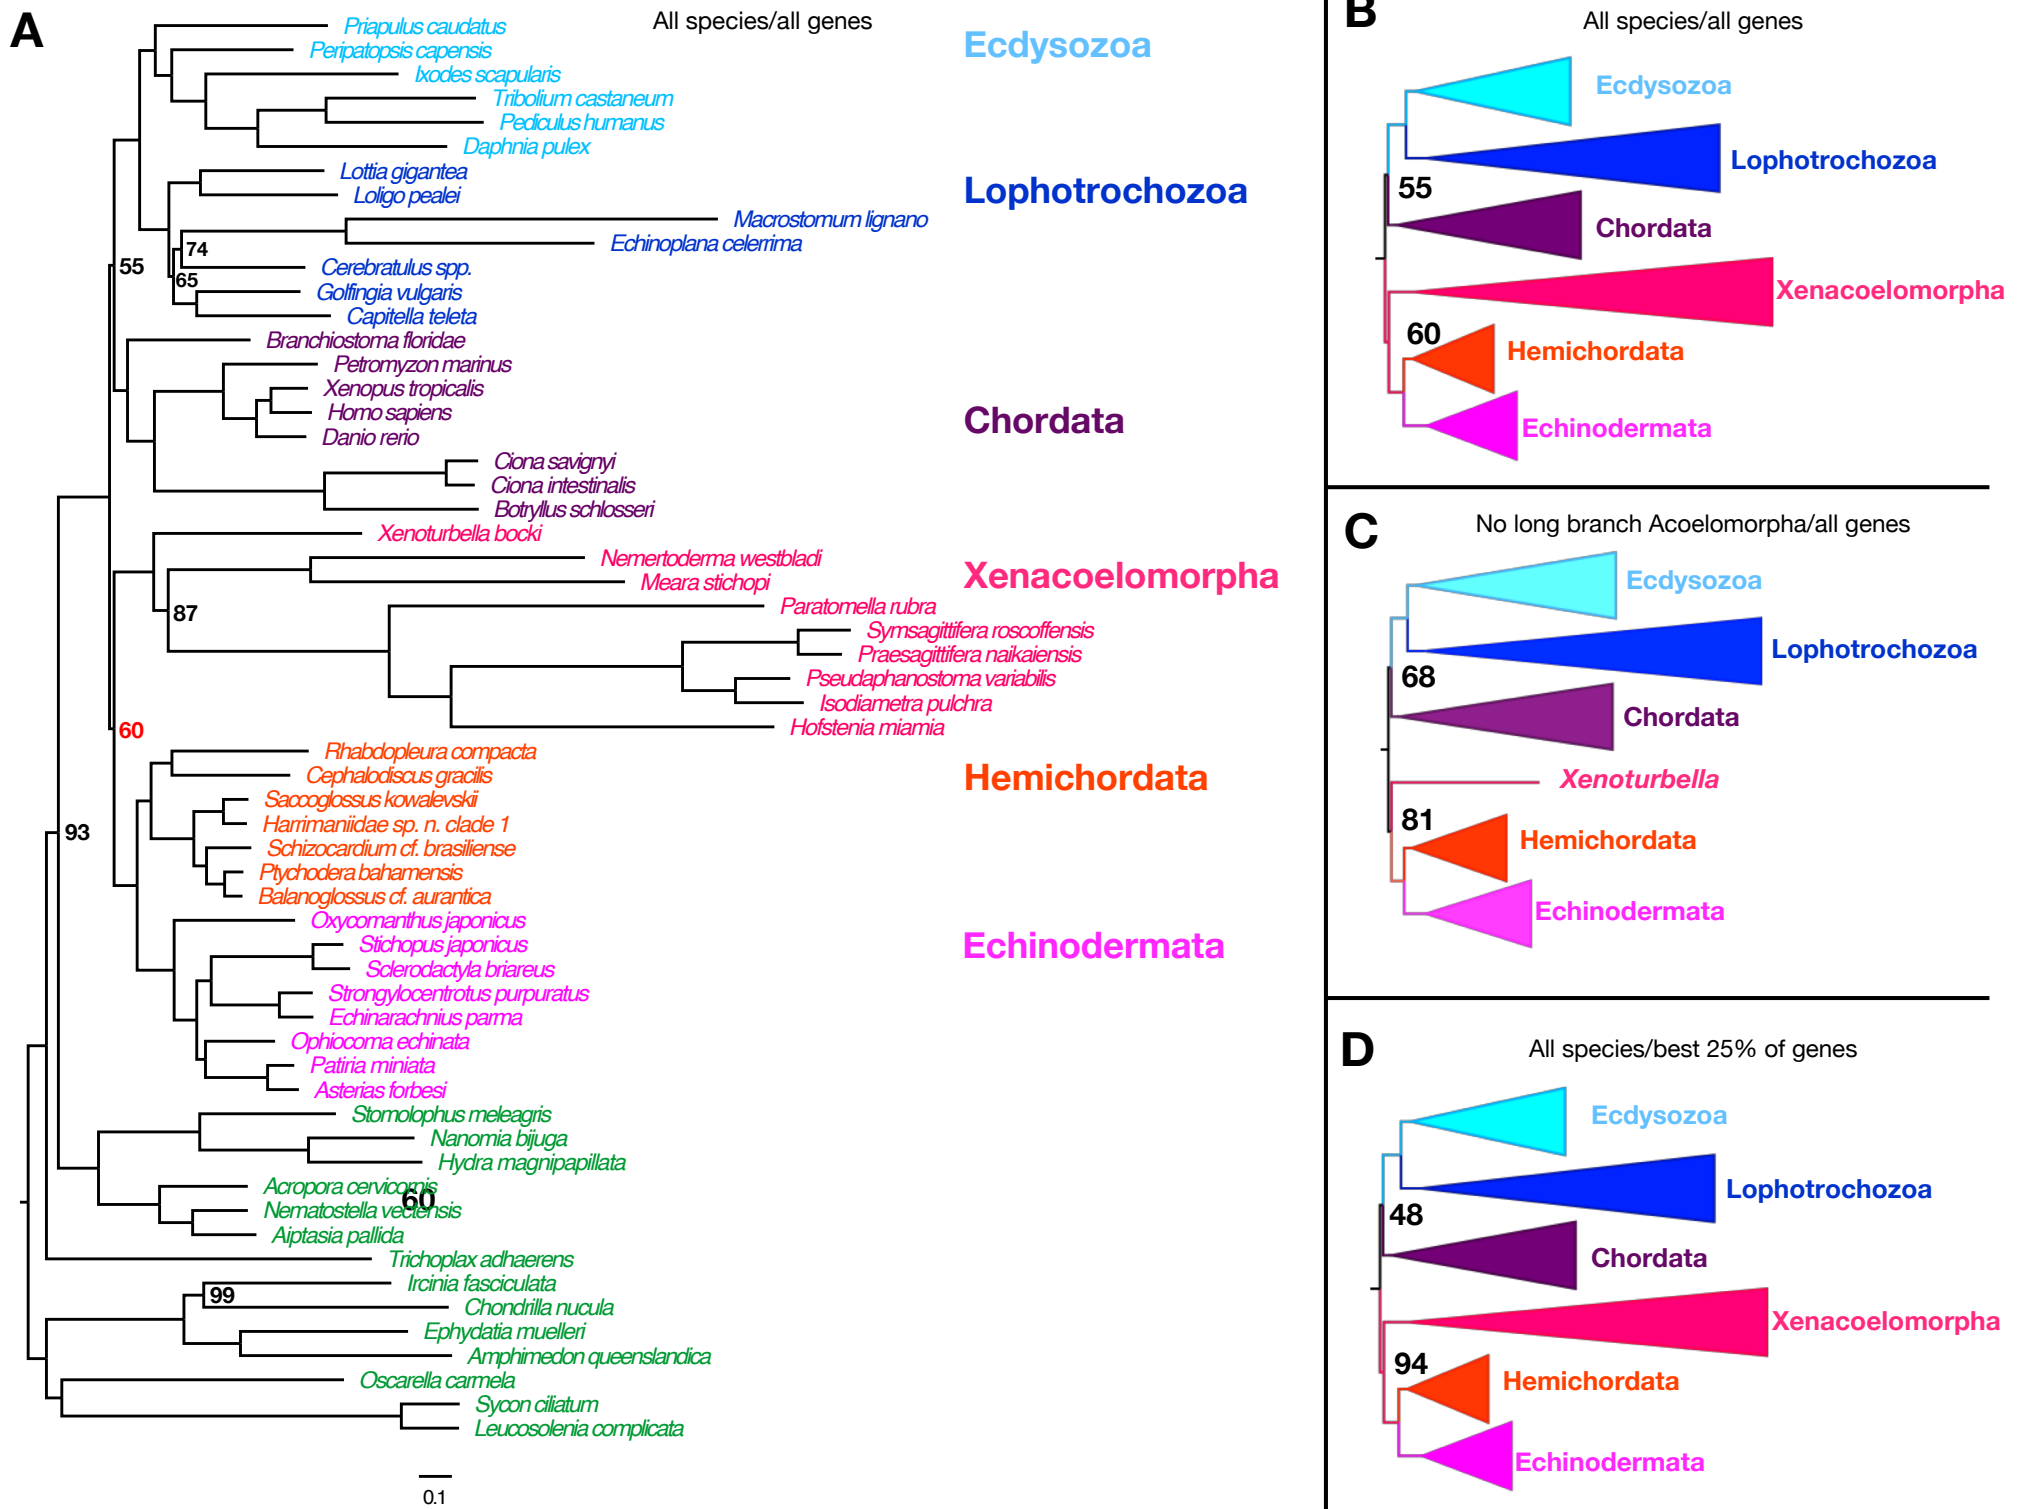 A
All species/all genes
Priapulus caudatus
Peripatopsis capensis
Ecdysozoa
Ixodes scapularis
Tribolium castaneum
Pediculus humanus
Daphnia pulex
Lottia gigantea
Loligo pealei
Lophotrochozoa
Macrostomum lignano
Echinoplana celerrima
74
55
Cerebratulus spp.
65
Golfingia vulgaris
Capitella teleta
Branchiostoma floridae
Petromyzon marinus
Xenopus tropicalis
Homo sapiens
Chordata
Danio rerio
Ciona savignyi
Ciona intestinalis
Botryllus schlosseri
Xenoturbella bocki
Nemertoderma westbladi
Xenacoelomorpha
Meara stichopi
Paratomella rubra
87
Symsagittifera roscoffensis
Praesagittifera naikaiensis
Pseudaphanostoma variabilis
Isodiametra pulchra
Hofstenia miamia
60
Rhabdopleura compacta
Cephalodiscus gracilis
Hemichordata
Saccoglossus kowalevskii
Harrimaniidae sp. n. clade 1
93
Schizocardium cf. brasiliense
Ptychodera bahamensis
Balanoglossus cf. aurantica
Oxycomanthus japonicus
Stichopus japonicus
Echinodermata
Sclerodactyla briareus
Strongylocentrotus purpuratus
Echinarachnius parma
Ophiocoma echinata
Patiria miniata
Asterias forbesi
Stomolophus meleagris
Nanomia bijuga
Hydra magnipapillata
Acropora cervicornis
60
Nematostella vectensis
Aiptasia pallida
Trichoplax adhaerens
Ircinia fasciculata
99
Chondrilla nucula
Ephydatia muelleri
Amphimedon queenslandica
Oscarella carmela
Sycon ciliatum
Leucosolenia complicata
0.1
B
All species/all genes
Ecdysozoa
Lophotrochozoa
55
Chordata
Xenacoelomorpha
60
Hemichordata
Echinodermata
C
No long branch Acoelomorpha/all genes
Ecdysozoa
Lophotrochozoa
68
Chordata
Xenoturbella
81
Hemichordata
Echinodermata
D
All species/best 25% of genes
Ecdysozoa
Lophotrochozoa
48
Chordata
Xenacoelomorpha
94
Hemichordata
Echinodermata